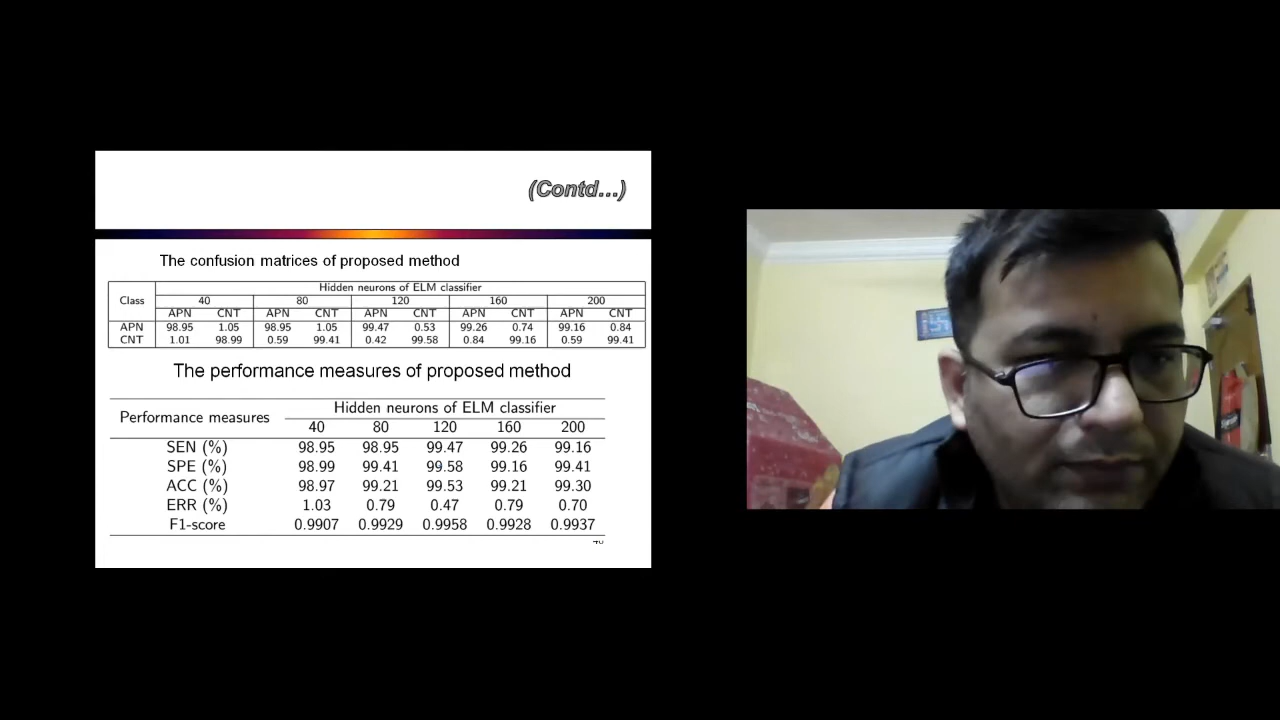 (Contd...)
The confusion matrices of proposed method
Class Hidden neurons of ELM classifier
40 80 120 160 200
APN CNT APN CNT APN CNT APN CNT APN CNT
APN 98.95 1.05 98.95 1.05 99.47 0.53 99.26 0.74 99.16 0.84
CNT 1.01 98.99 0.59 99.41 0.42 99.58 0.84 99.16 0.59 99.41
The performance measures of proposed method
Performance measures Hidden neurons of ELM classifier
40 80 120 160 200
SEN (%) 98.95 98.95 99.47 99.26 99.16
SPE (%) 98.99 99.41 99.58 99.16 99.41
ACC (%) 98.97 99.21 99.53 99.21 99.30
ERR (%) 1.03 0.79 0.47 0.79 0.70
F1-score 0.9907 0.9929 0.9958 0.9928 0.9937